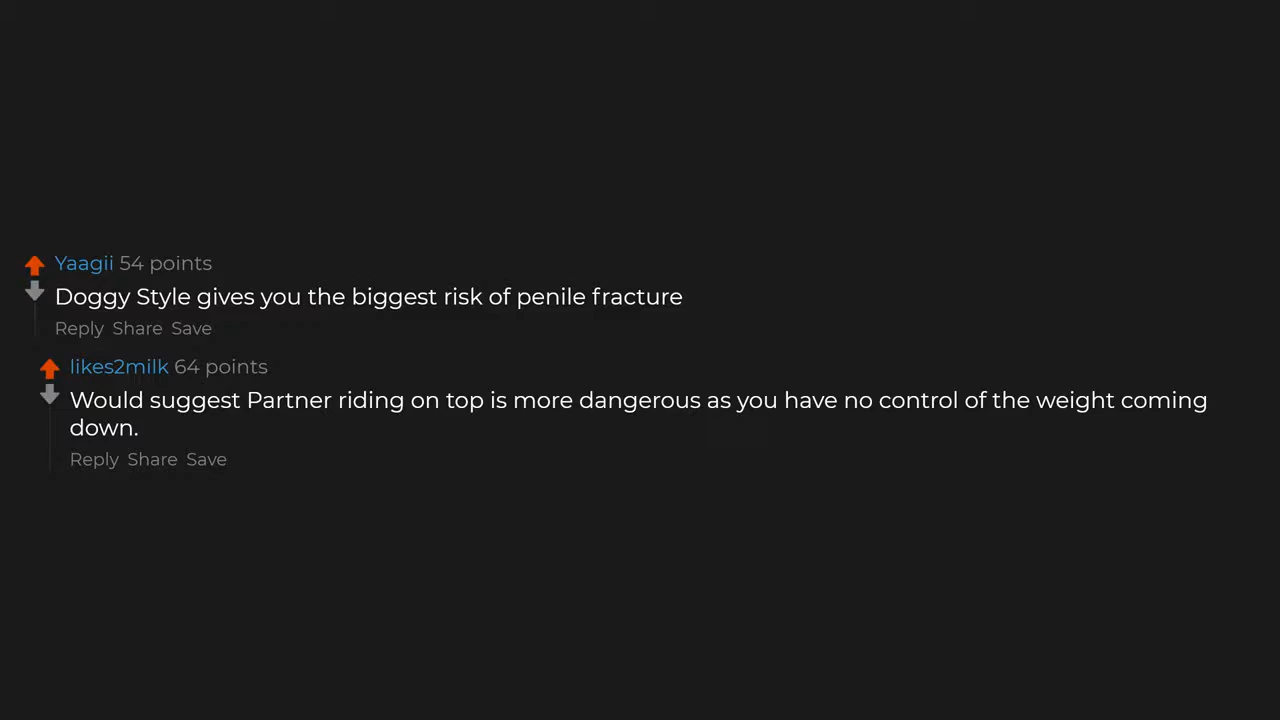 Yaagii 54 points
Doggy Style gives you the biggest risk of penile fracture
Reply Share Save
likes2milk 64 points
Would suggest Partner riding on top is more dangerous as you have no control of the weight coming
down.
Reply Share Save